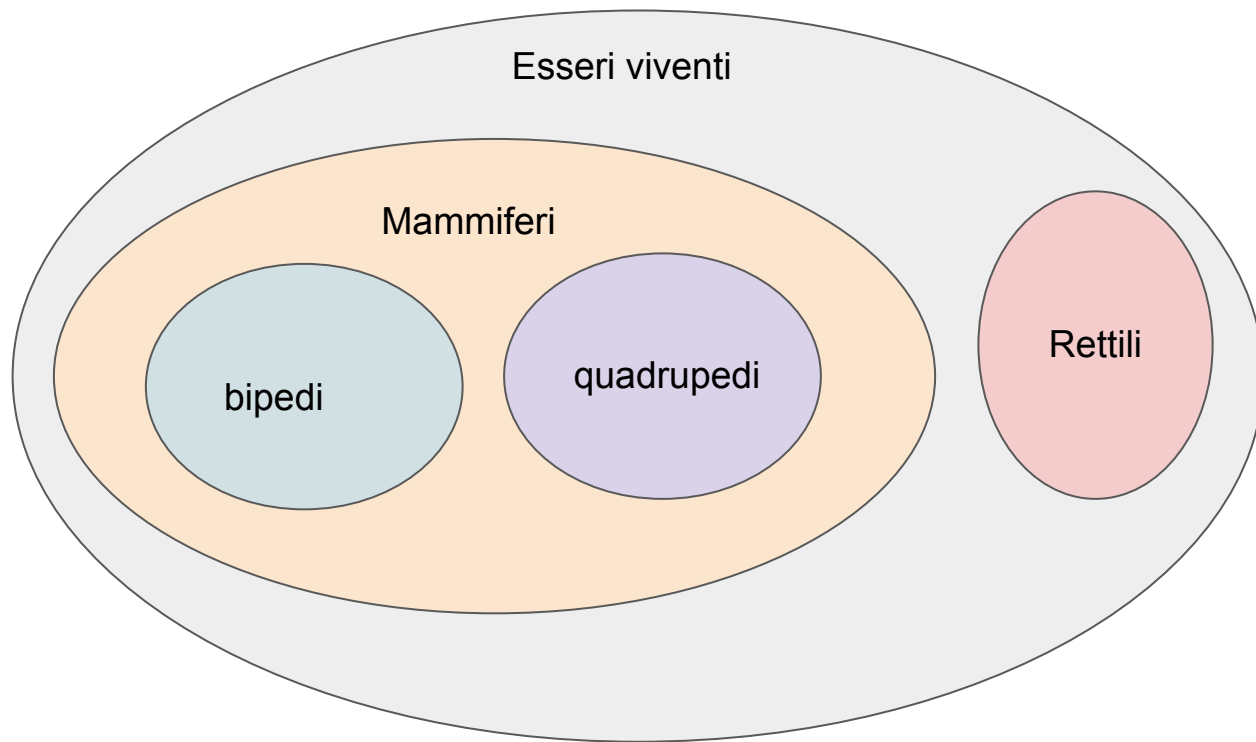 Esseri viventi
Mammiferi
bipedi
quadrupedi
Rettili